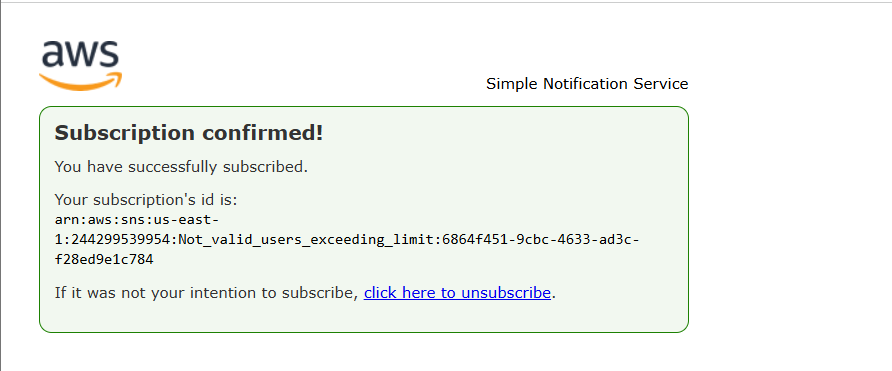 aws
Simple Notification Service
Subscription confirmed!
You have successfully subscribed.
Your subscription's id is:
arn:aws:sns:us-east-
1:244299539954:Not_valid_users_exceeding_limit:6864f451-9cbc-4633-ad3c-
f28ed9e1c784
If it was not your intention to subscribe, click here to unsubscribe.